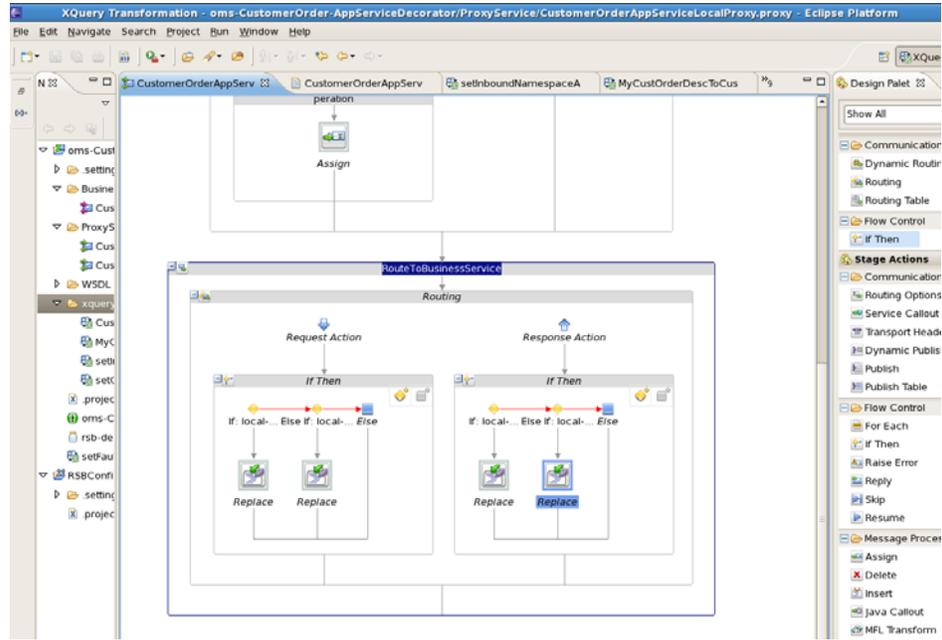 XQuery Transformation - oms-CustomerOrder-AppServiceDecorator/ProxyService/CustomerOrderAppServiceLocalProxy.proxy - Eclipse Platform
File Edit Navigate Search Project Run Window Help
XQue
N
CustomerOrderAppServ
CustomerOrderAppServ
setInboundNamespaceA
MyCustOrderDescToCus
9
Design Palet
Show All
oms-Cust
.setting
Busine
Cus
ProxyS
Cus
Cus
WSDL
xquery
Cus
MyC
setI
setC
.projec
oms-C
rsb-de
setFau
RSBConfi
.setting
.projec
peration
Assign
RouteToBusinessService
Routing
Request Action
Response Action
If Then
If Then
If: local-... Else If: local-... Else
If: local-... Else If: local-... Else
Replace
Replace
Replace
Replace
Communication
Dynamic Routin
Routing
Routing Table
Flow Control
If Then
Stage Actions
Communication
Routing Options
Service Callout
Transport Heade
Dynamic Publis
Publish
Publish Table
Flow Control
For Each
If Then
Raise Error
Reply
Skip
Resume
Message Proces
Assign
Delete
Insert
Java Callout
MFL Transform